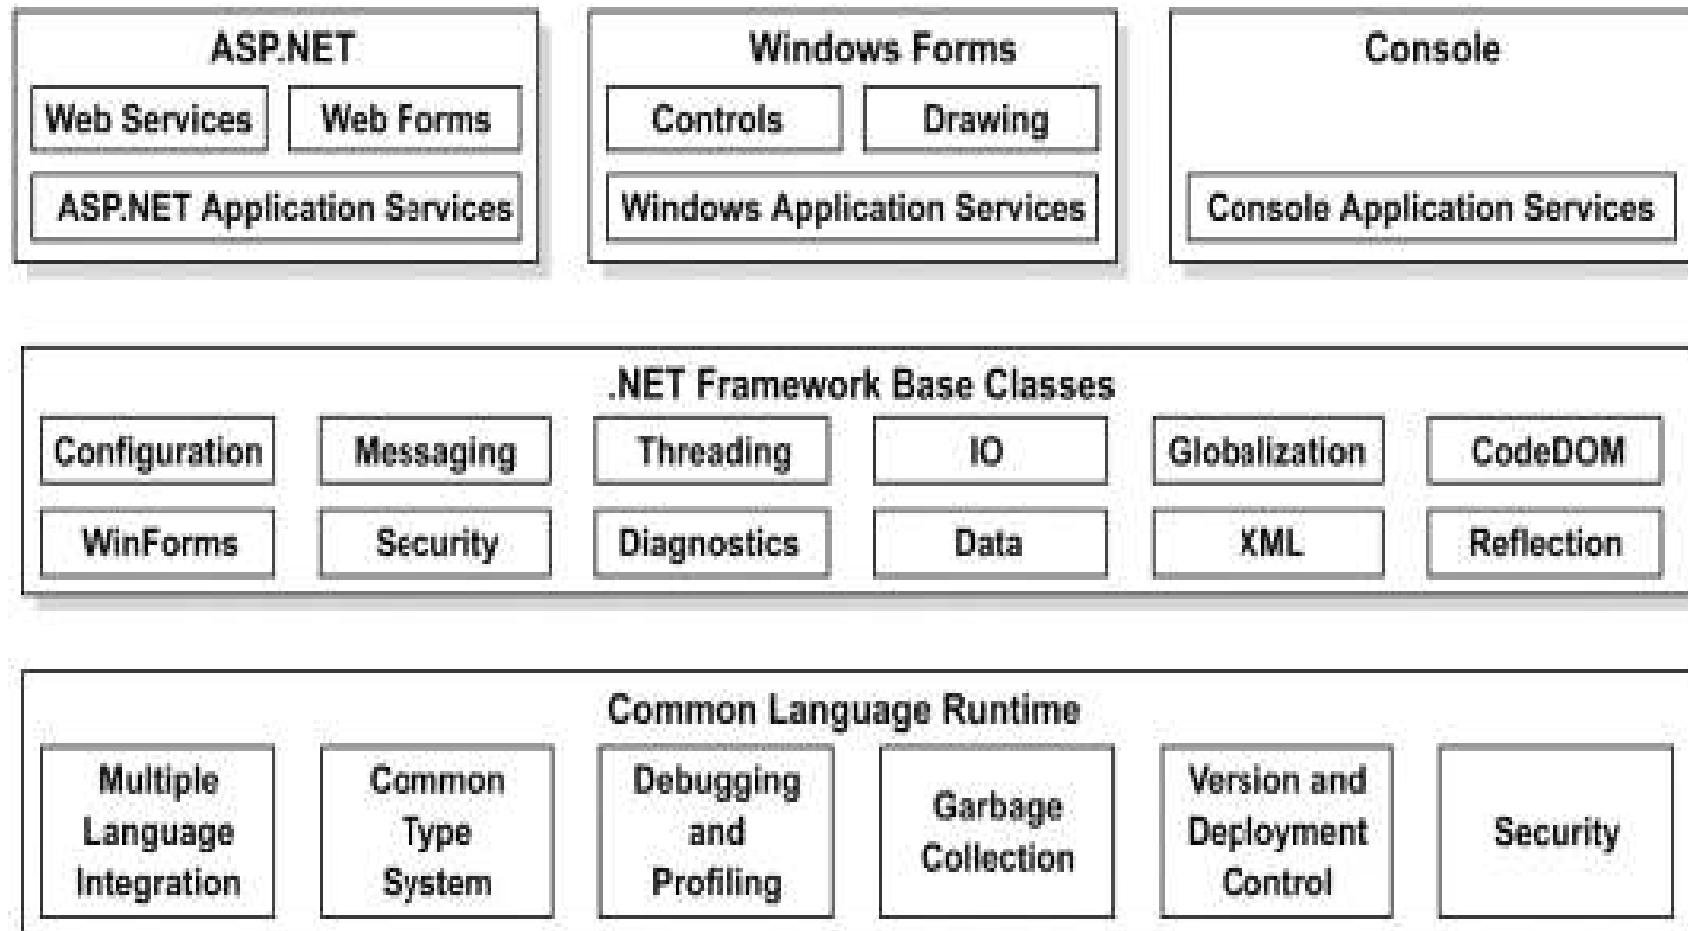 ASP.NET
Web Services
Web Forms
ASP.NET Application Services
Windows Forms
Controls
Drawing
Windows Application Services
Console
Console Application Services
.NET Framework Base Classes
Configuration
Messaging
Threading
IO
Globalization
CodeDOM
WinForms
Security
Diagnostics
Data
XML
Reflection
Common Language Runtime
Multiple
Language
Integration
Common
Type
System
Debugging
and
Profiling
Garbage
Collection
Version and
Deployment
Control
Security